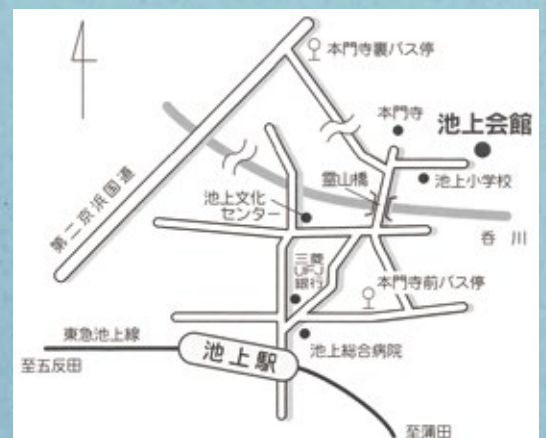 本門寺裏バス停
本門寺
池上会館
第二京浜国道
霊山橋
池上小学校
池上文化
センター
呑川
三菱
UFJ
銀行
本門寺前バス停
東急池上線
池上駅
池上総合病院
至五反田
至蒲田